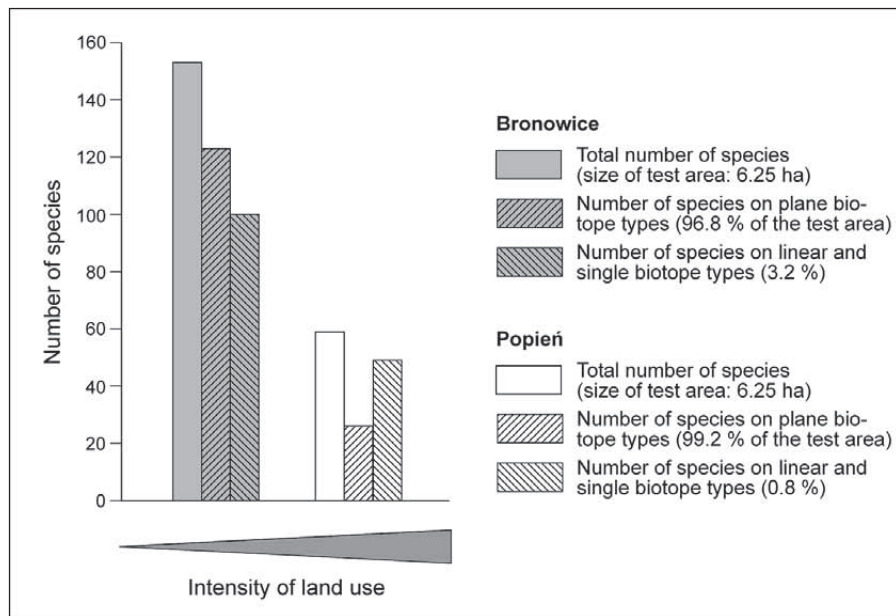 160
140
120
100
80
60
40
20
0
Number of species
Intensity of land use
Bronowice
Total number of species
(size of test area: 6.25 ha)
Number of species on plane bio-
tope types (96.8 % of the test area)
Number of species on linear and
single biotope types (3.2 %)
Popień
Total number of species
(size of test area: 6.25 ha)
Number of species on plane bio-
tope types (99.2 % of the test area)
Number of species on linear and
single biotope types (0.8 %)